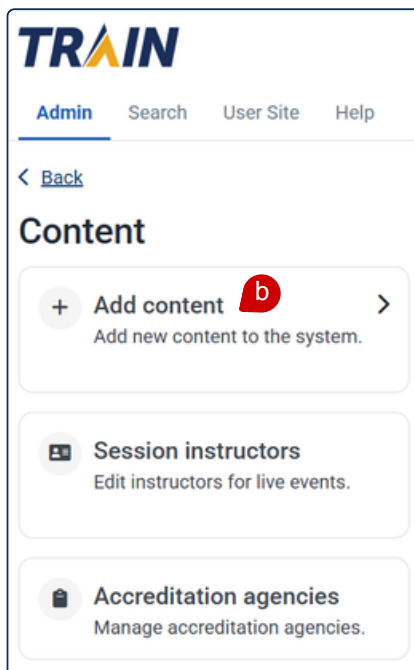 TRAIN
Admin Search User Site Help
Back
Content
Add content b
Add new content to the system.
Session instructors
Edit instructors for live events.
Accreditation agencies
Manage accreditation agencies.